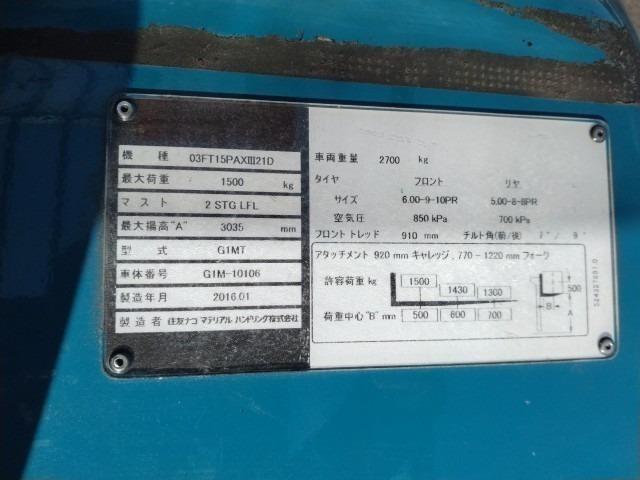 機 種 03FT15PAXⅢ21D
最大荷重 1500 kg
マスト 2 STG LFL
最大揚高"A" 3035 mm
型 式 G1MT
車体番号 G1M-10106
製造年月 2016.01
製造者 住友ナコ マテリアル ハンドリング株式会社
車両重量 2700 kg
タイヤ フロント リヤ
サイズ 6.00-9-10PR 5.00-8-8PR
空気圧 850 kPa 700 kPa
フロントトレッド 910 mm チルト角(前/後)
アタッチメント 920 mm キャレッジ, 770-1220 mm フォーク
許容荷重 kg 1500 1430 1300
荷重中心"B" mm 500 600 700
500
B
A